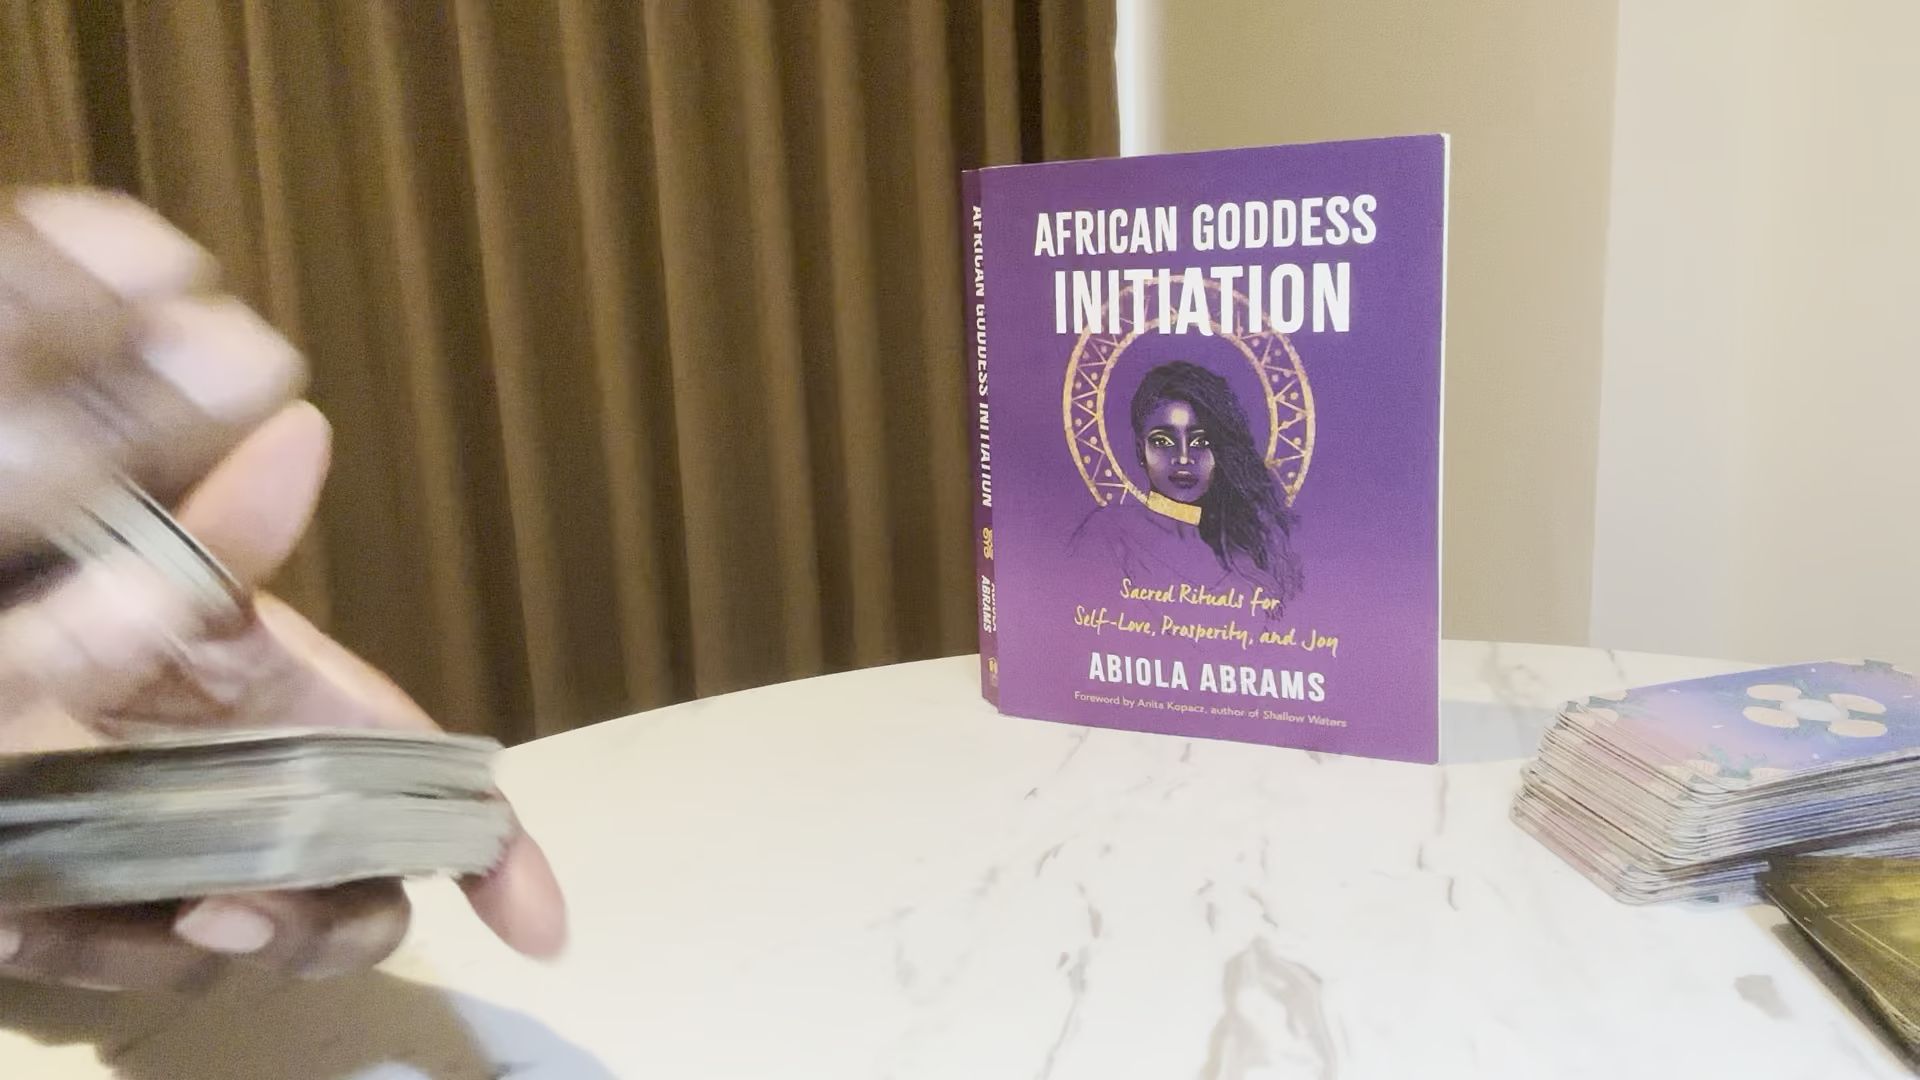 AFRICAN GODDESS
INITIATION
Sacred Rituals for
Self-Love, Prosperity, and Joy
ABIOLA ABRAMS
Foreword by Anita Kopacz, author of Shallow Waters
AFRICAN GODDESS INITIATION
ABRAMS